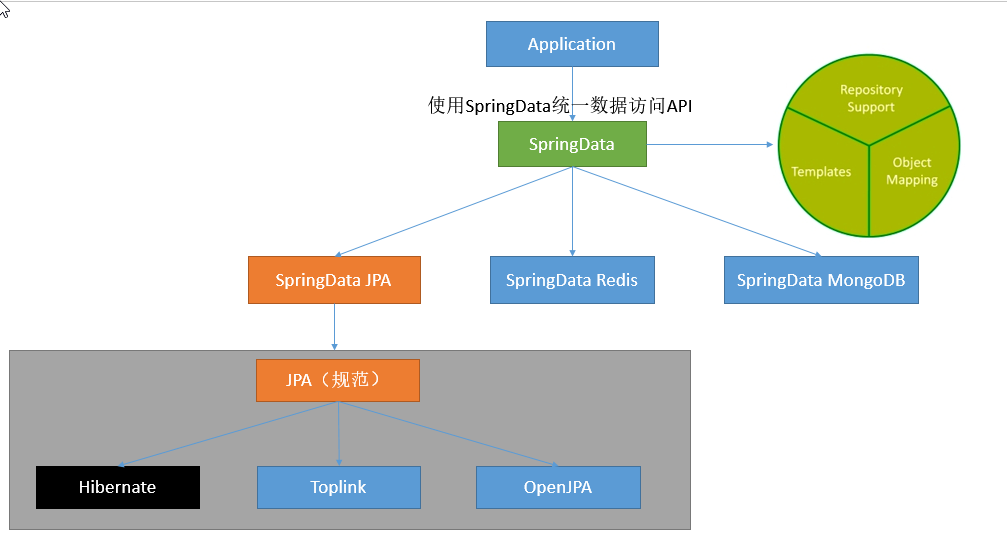 Application
使用SpringData统一数据访问API
SpringData
Repository
Support
Templates
Object
Mapping
SpringData JPA
SpringData Redis
SpringData MongoDB
JPA（规范）
Hibernate
Toplink
OpenJPA